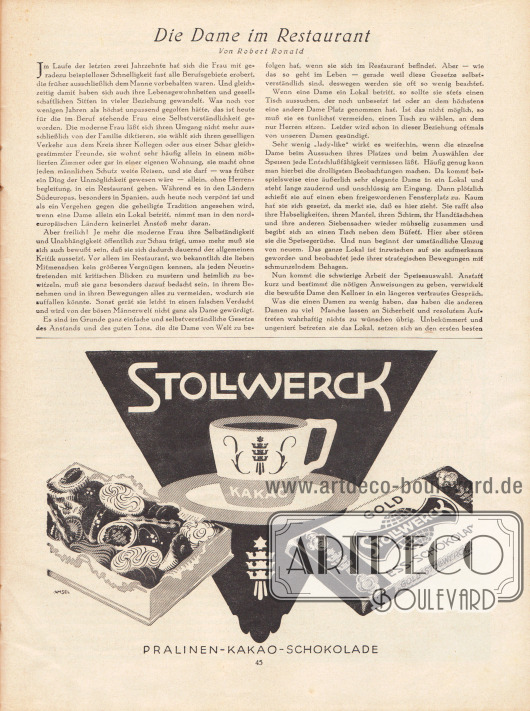 Die Dame im Restaurant
Von Robert Ronald
Im Laufe der letzten zwei Jahrzehnte hat sich die Frau mit ge-
radezu beispielloser Schnelligkeit fast alle Berufsgebiete erobert,
die früher ausschließlich dem Manne vorbehalten waren. Und gleich-
zeitig damit haben sich auch ihre Lebensgewohnheiten und gesell-
schaftlichen Sitten in vieler Beziehung gewandelt. Was noch vor
wenigen Jahren als höchst unpassend gegolten hätte, das ist heute
für die im Beruf stehende Frau eine Selbstverständlichkeit ge-
worden. Die moderne Frau läßt sich ihren Umgang nicht mehr aus-
schließlich von der Familie diktieren, sie wählt sich ihren geselligen
Verkehr aus dem Kreis ihrer Kollegen oder aus einer Schar gleich-
gestimmter Freunde, sie wohnt sehr häufig allein in einem möb-
lierten Zimmer oder gar in einer eigenen Wohnung, sie macht ohne
jeden männlichen Schutz weite Reisen, und sie darf — was früher
ein Ding der Unmöglichkeit gewesen wäre — allein, ohne Herren-
begleitung, in ein Restaurant gehen. Während es in den Ländern
Südeuropas, besonders in Spanien, auch heute noch verpönt ist und
als ein Vergehen gegen die geheiligte Tradition angesehen wird,
wenn eine Dame allein ein Lokal betritt, nimmt man in den nord-
europäischen Ländern keinerlei Anstoß mehr daran.
Aber freilich! Je mehr die moderne Frau ihre Selbständigkeit
und Unabhängigkeit öffentlich zur Schau trägt, umso mehr muß sie
sich auch bewußt sein, daß sie sich dadurch dauernd der allgemeinen
Kritik aussetzt. Vor allem im Restaurant, wo bekanntlich die lieben
Mitmenschen kein größeres Vergnügen kennen, als jeden Neuein-
tretenden mit kritischen Blicken zu mustern und heimlich zu be-
witzeln, muß sie ganz besonders darauf bedacht sein, in ihrem Be-
nehmen und in ihren Bewegungen alles zu vermeiden, wodurch sie
auffallen könnte. Sonst gerät sie leicht in einen falschen Verdacht
und wird von der bösen Männerwelt nicht ganz als Dame gewürdigt.
Es sind im Grunde ganz einfache und selbstverständliche Gesetze
des Anstands und des guten Tons, die die Dame von Welt zu be-
folgen hat, wenn sie sich im Restaurant befindet. Aber — wie
das so geht im Leben — gerade weil diese Gesetze selbst-
verständlich sind, deswegen werden sie oft so wenig beachtet.
Wenn eine Dame ein Lokal betritt, so sollte sie stets einen
Tisch aussuchen, der noch unbesetzt ist oder an dem höchstens
eine andere Dame Platz genommen hat. Ist das nicht möglich, so
muß sie es tunlichst vermeiden, einen Tisch zu wählen, an dem
nur Herren sitzen. Leider wird schon in dieser Beziehung oftmals
von unseren Damen gesündigt.
Sehr wenig „lady-like" wirkt es weiterhin, wenn die einzelne
Dame beim Aussuchen ihres Platzes und beim Auswählen der
Speisen jede Entschlußfähigkeit vermissen läßt. Häufig genug kann
man hierbei die drolligsten Beobachtungen machen. Da kommt bei-
spielsweise eine äußerlich sehr elegante Dame in ein Lokal und
steht lange zaudernd und unschlüssig am Eingang. Dann plötzlich
schießt sie auf einen eben freigewordenen Fensterplatz zu. Kaum
hat sie sich gesetzt, da merkt sie, daß es hier zieht. Sie rafft also
ihre Habseligkeiten, ihren Mantel, ihren Schirm, ihr Handtäschchen
und ihre anderen Siebensachen wieder mühselig zusammen und
begibt sich an einen Tisch neben dem Büfett. Hier aber stören
sie die Speisegerüche. Und nun beginnt der umständliche Umzug
von neuem. Das ganze Lokal ist inzwischen auf sie aufmerksam
geworden und beobachtet jede ihrer strategischen Bewegungen mit
schmunzelndem Behagen.
Nun kommt die schwierige Arbeit der Speiseauswahl. Anstatt
kurz und bestimmt die nötigen Anweisungen zu geben, verwickelt
die bewußte Dame den Kellner in ein längeres vertrautes Gespräch.
Was die einen Damen zu wenig haben, das haben die anderen
Damen zu viel! Manche lassen an Sicherheit und resolutem Auf-
treten wahrhaftig nichts zu wünschen übrig. Unbekümmert und
ungeniert betreten sie das Lokal, setzen sich an den ersten besten
STOLLWERCK
KAKAO
GOLD
STOLLWERCK
SCHOKOLADE
www.artdeco-boulevard.de
ARTDECO
BOULEVARD
AMSEL
PRALINEN-KAKAO-SCHOKOLADE
45